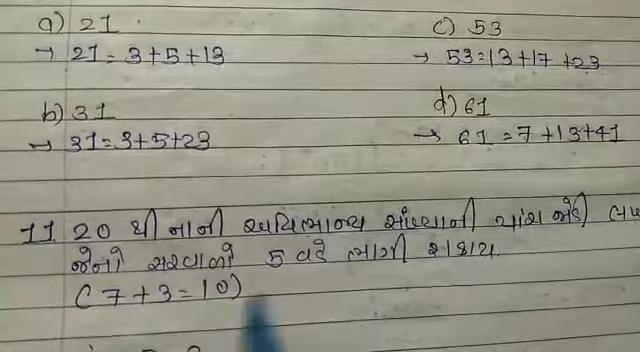 a) 21
→ 21 = 3+5+13
c) 53
→ 53 = 13+17+23
b) 31
→ 31 = 3+5+23
d) 61
→ 61 = 7+13+41
11. 20 થી નાની અવિભાજ્ય સંખ્યાની પાંચ જોડી
જેનો સરવાળો 5 વડે ભાગી શકાય.
(7+3=10)